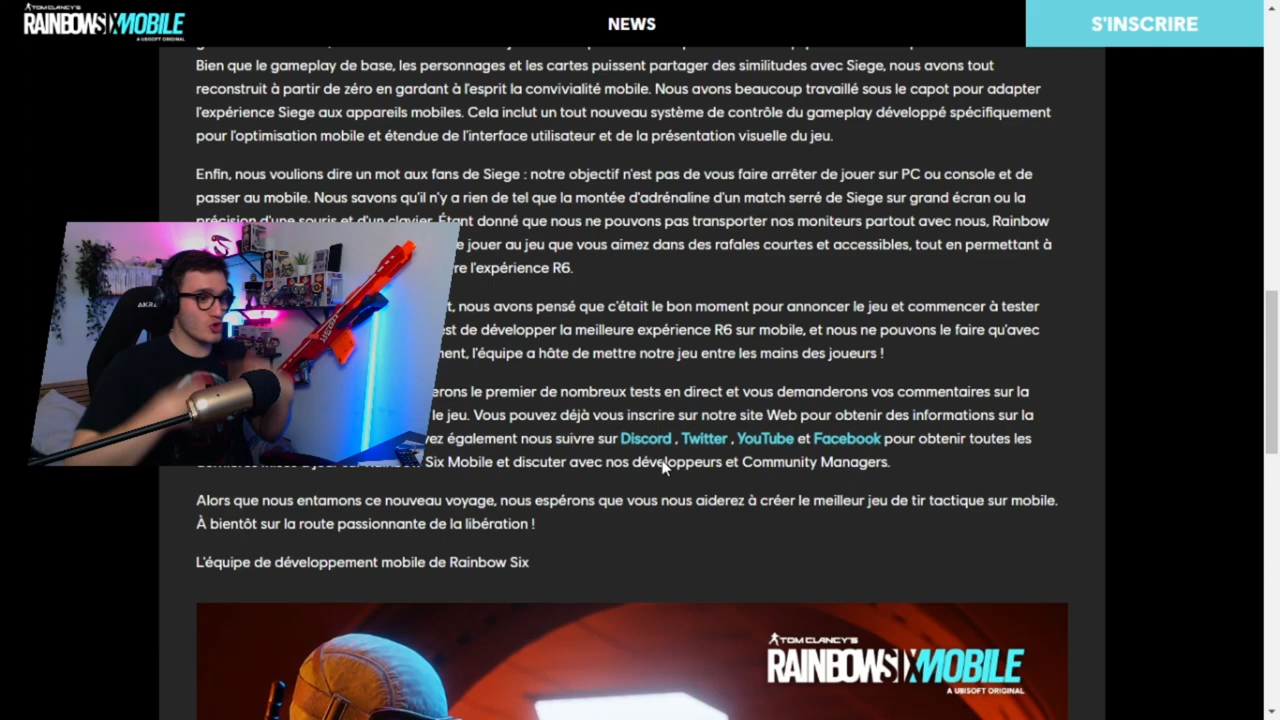 TOM CLANCY'S
RAINBOWSIXMOBILE
A UBISOFT ORIGINAL
NEWS
S'INSCRIRE
Bien que le gameplay de base, les personnages et les cartes puissent partager des similitudes avec Siege, nous avons tout
reconstruit à partir de zéro en gardant à l'esprit la convivialité mobile. Nous avons beaucoup travaillé sous le capot pour adapter
l'expérience Siege aux appareils mobiles. Cela inclut un tout nouveau système de contrôle du gameplay développé spécifiquement
pour l'optimisation mobile et étendue de l'interface utilisateur et de la présentation visuelle du jeu.
Enfin, nous voulions dire un mot aux fans de Siege : notre objectif n'est pas de vous faire arrêter de jouer sur PC ou console et de
passer au mobile. Nous savons qu'il n'y a rien de tel que la montée d'adrénaline d'un match serré de Siege sur grand écran ou la
précision d'une souris et d'un clavier. Étant donné que nous ne pouvons pas transporter nos moniteurs partout avec nous, Rainbow
jouer au jeu que vous aimez dans des rafales courtes et accessibles, tout en permettant à
l'expérience R6.
nous avons pensé que c'était le bon moment pour annoncer le jeu et commencer à tester
de développer la meilleure expérience R6 sur mobile, et nous ne pouvons le faire qu'avec
l'équipe a hâte de mettre notre jeu entre les mains des joueurs !
le premier de nombreux tests en direct et vous demanderons vos commentaires sur la
le jeu. Vous pouvez déjà vous inscrire sur notre site Web pour obtenir des informations sur la
également nous suivre sur Discord , Twitter , YouTube et Facebook pour obtenir toutes les
Six Mobile et discuter avec nos développeurs et Community Managers.
Alors que nous entamons ce nouveau voyage, nous espérons que vous nous aiderez à créer le meilleur jeu de tir tactique sur mobile.
À bientôt sur la route passionnante de la libération !
L'équipe de développement mobile de Rainbow Six
TOM CLANCY'S
RAINBOWSIXMOBILE
A UBISOFT ORIGINAL